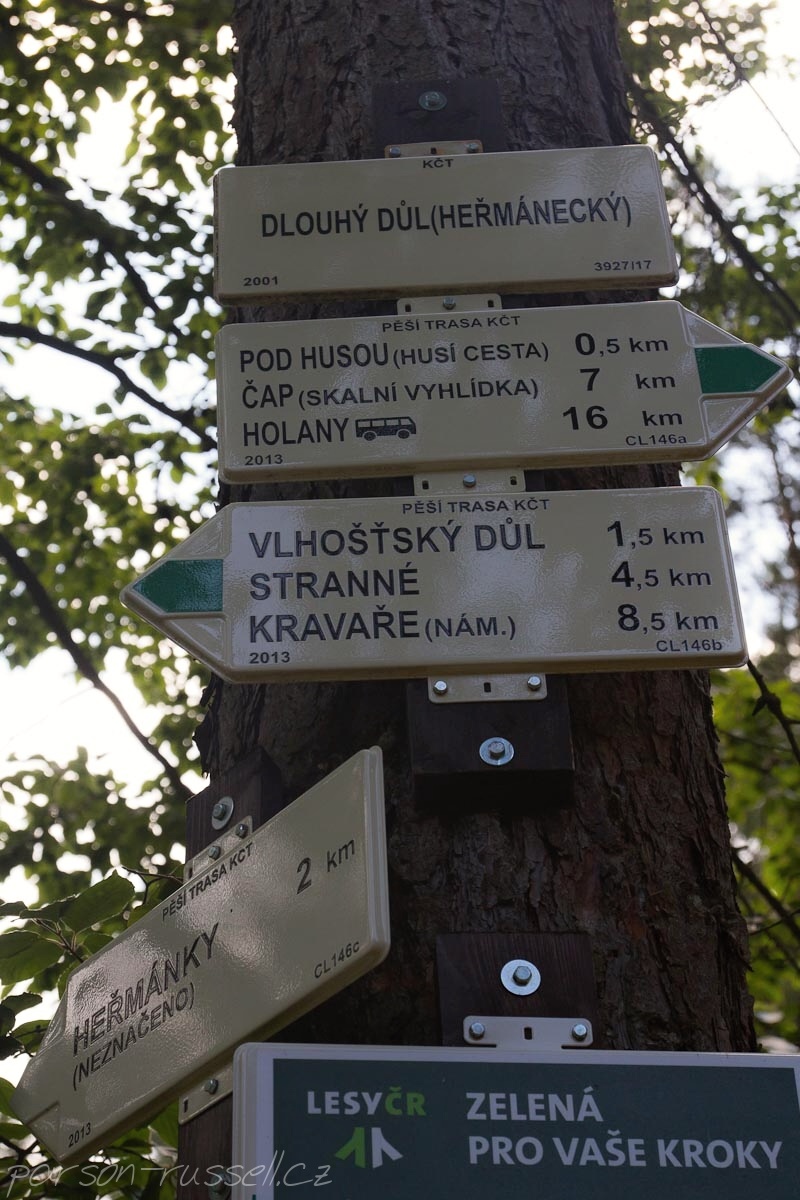 KČT
DLOUHÝ DŮL(HEŘMÁNECKÝ)
2001 3927/17
PĚŠÍ TRASA KČT
POD HUSOU (HUSÍ CESTA) 0,5 km
ČAP (SKALNÍ VYHLÍDKA) 7 km
HOLANY 16 km
2013 CL146a
PĚŠÍ TRASA KČT
VLHOŠŤSKÝ DŮL 1,5 km
STRANNÉ 4,5 km
KRAVAŘE (NÁM.) 8,5 km
2013 CL146b
PĚŠÍ TRASA KČT
2 km
HEŘMÁNKY
(NEZNAČENO)
CL146c
2013
LESY ČR
ZELENÁ
PRO VAŠE KROKY
parson-russell.cz